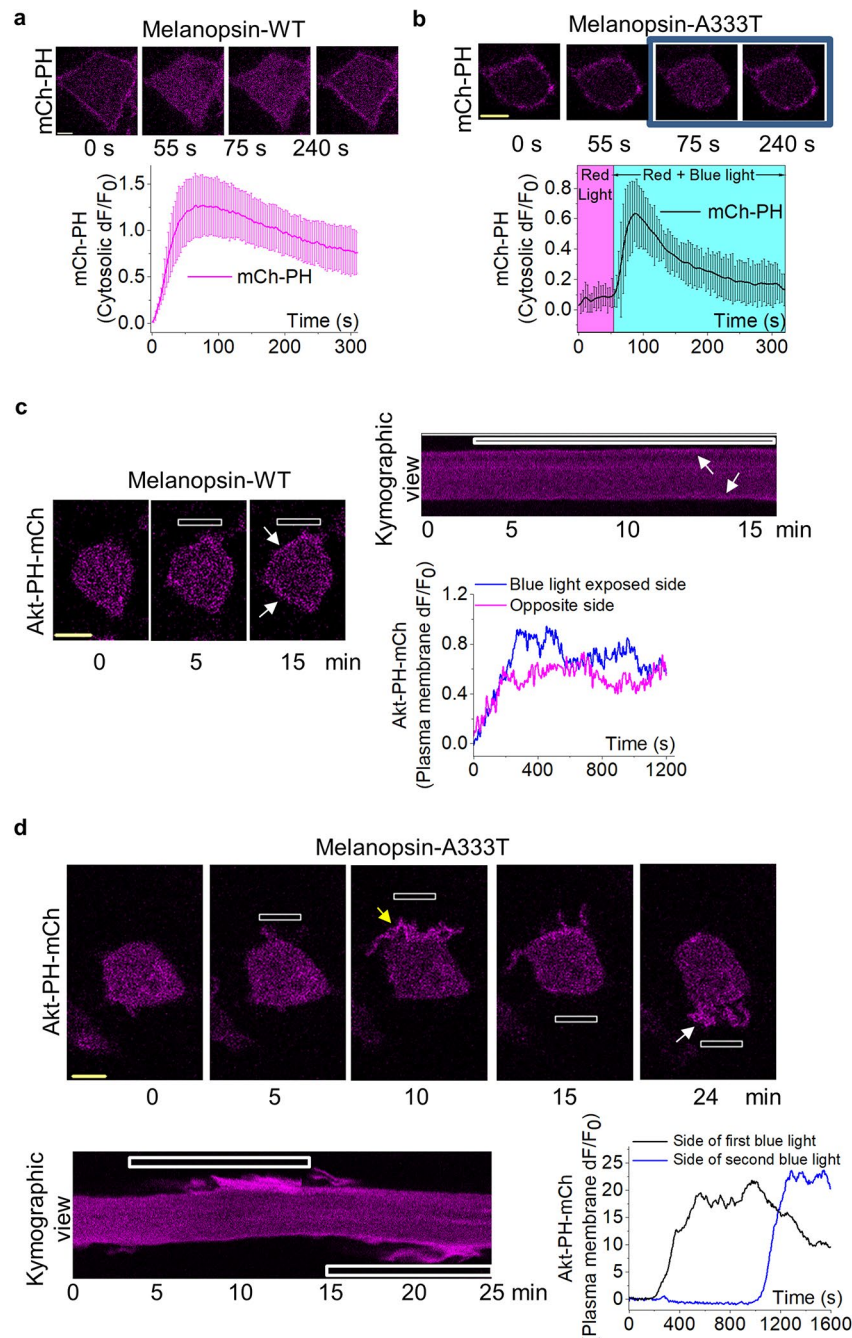 a
Melanopsin-WT
mCh-PH
0 s 55 s 75 s 240 s
mCh-PH
(Cytosolic dF/F0)
1.5
1.0
0.5
0.0
mCh-PH
Time (s)
0 100 200 300
b
Melanopsin-A333T
mCh-PH
0 s 55 s 75 s 240 s
mCh-PH
(Cytosolic dF/F0)
Red
Light
Red + Blue light
0.8
0.6
0.4
0.2
0.0
mCh-PH
Time (s)
0 100 200 300
c
Melanopsin-WT
Akt-PH-mCh
0 5 15 min
Kymographic
view
0 5 10 15 min
Akt-PH-mCh
(Plasma membrane dF/F0)
Blue light exposed side
Opposite side
1.2
0.8
0.4
0.0
Time (s)
0 400 800 1200
d
Melanopsin-A333T
Akt-PH-mCh
0 5 10 15 24 min
Kymographic
view
0 5 10 15 20 25 min
Akt-PH-mCh
Plasma membrane dF/F0)
Side of first blue light
Side of second blue light
25
20
15
10
5
0
Time (s)
0 400 800 1200 1600